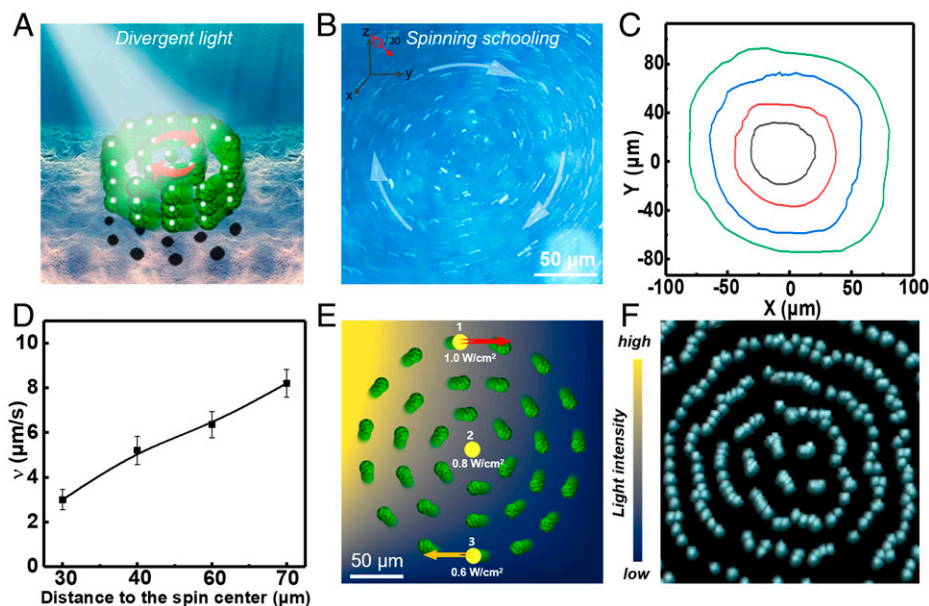 A
Divergent light
B
Spinning schooling
z
30
y
x
50 μm
C
Y (μm)
80
40
0
-40
-80
-100
-50
0
50
100
X (μm)
D
ν (μm/s)
10
8
6
4
2
0
30
40
60
70
Distance to the spin center (μm)
E
1
1.0 W/cm²
2
0.8 W/cm²
3
0.6 W/cm²
50 μm
high
Light intensity
low
F